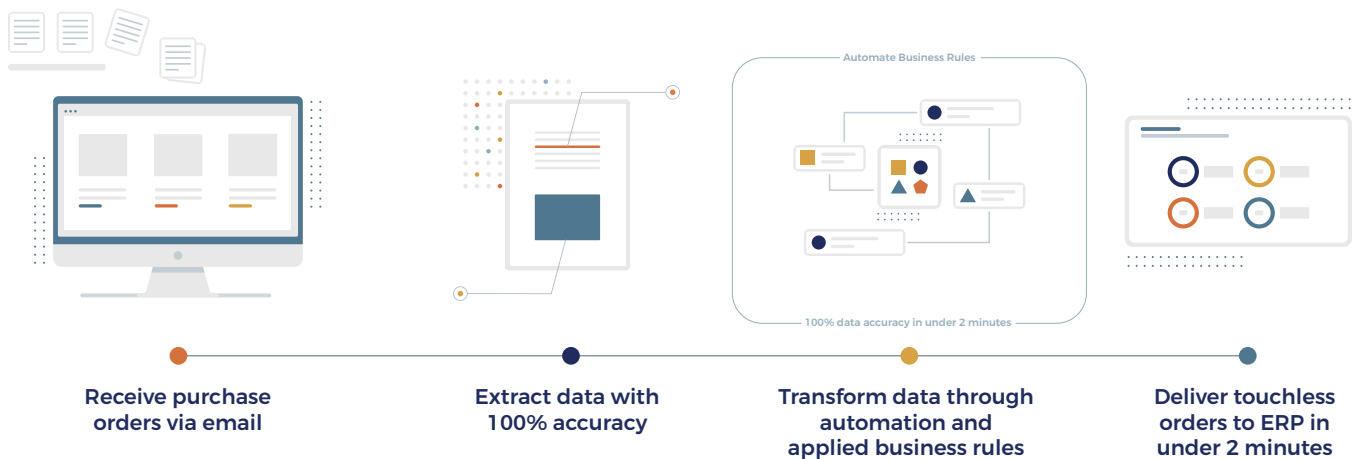 Automate Business Rules
100% data accuracy in under 2 minutes
Receive purchase
orders via email
Extract data with
100% accuracy
Transform data through
automation and
applied business rules
Deliver touchless
orders to ERP in
under 2 minutes